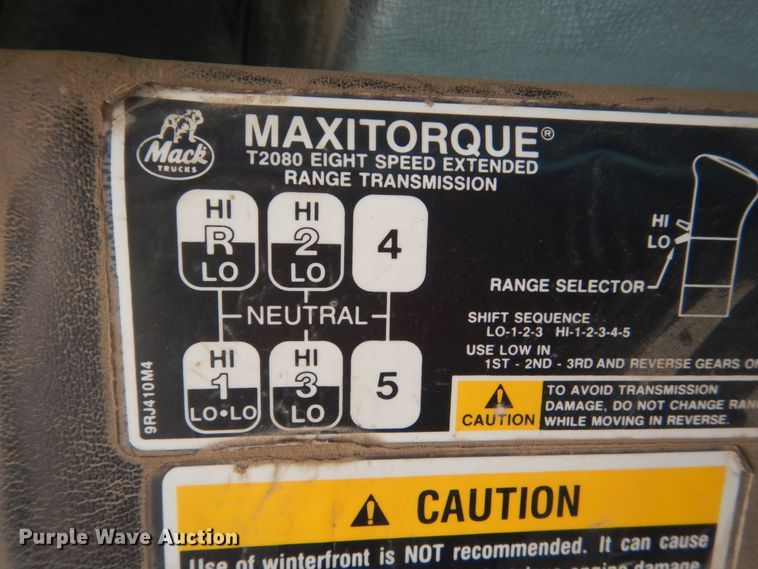 Mack
TRUCKS
MAXITORQUE®
T2080 EIGHT SPEED EXTENDED
RANGE TRANSMISSION
HI HI
R 2 4
LO LO
NEUTRAL
HI HI
1 3 5
LO•LO LO
9RJ410M4
HI
LO
RANGE SELECTOR
SHIFT SEQUENCE
LO-1-2-3 HI-1-2-3-4-5
USE LOW IN
1ST - 2ND - 3RD AND REVERSE GEARS
CAUTION
TO AVOID TRANSMISSION
DAMAGE, DO NOT CHANGE
WHILE MOVING IN REVERSE.
CAUTION
Use of winterfront is NOT recommended. It can cause
engine damage
Purple Wave Auction